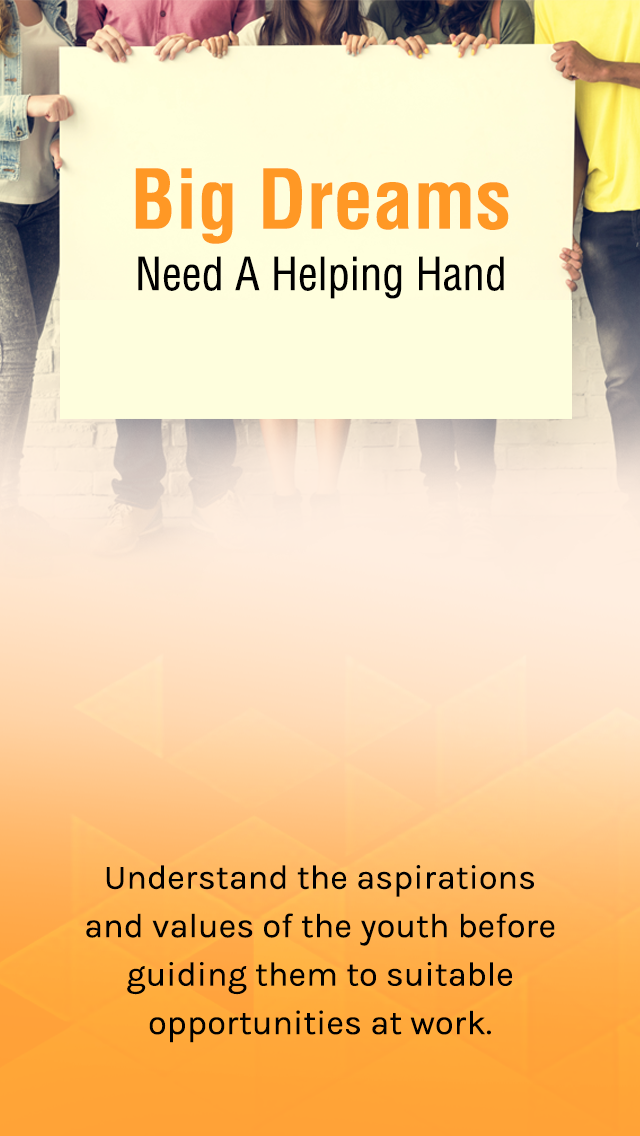 Big Dreams
Need A Helping Hand
Understand the aspirations
and values of the youth before
guiding them to suitable
opportunities at work.